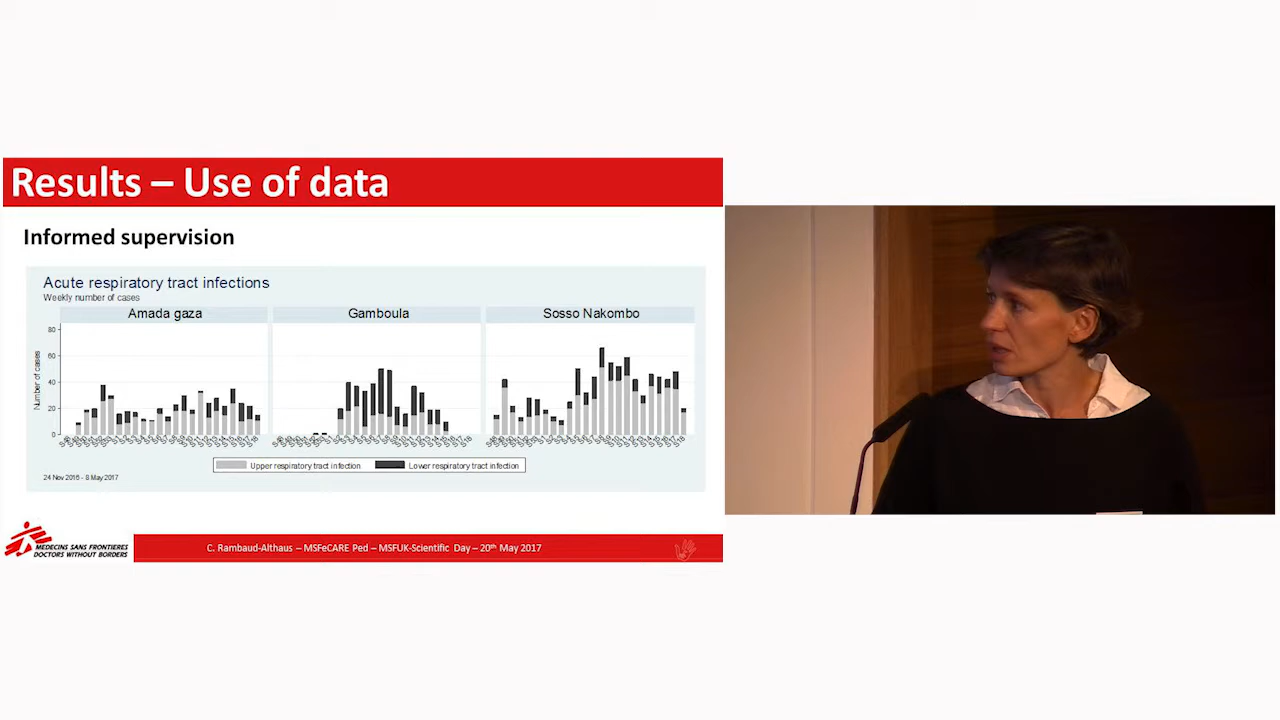 Results – Use of data
Informed supervision
Acute respiratory tract infections
Weekly number of cases
Amada gaza
Gamboula
Sosso Nakombo
80
60
40
20
0
Number of cases
Upper respiratory tract infection
Lower respiratory tract infection
24 Nov 2016 - 8 May 2017
MEDECINS SANS FRONTIERES
DOCTORS WITHOUT BORDERS
C. Rambaud-Althaus – MSFeCARE Ped – MSFUK-Scientific Day – 20th May 2017